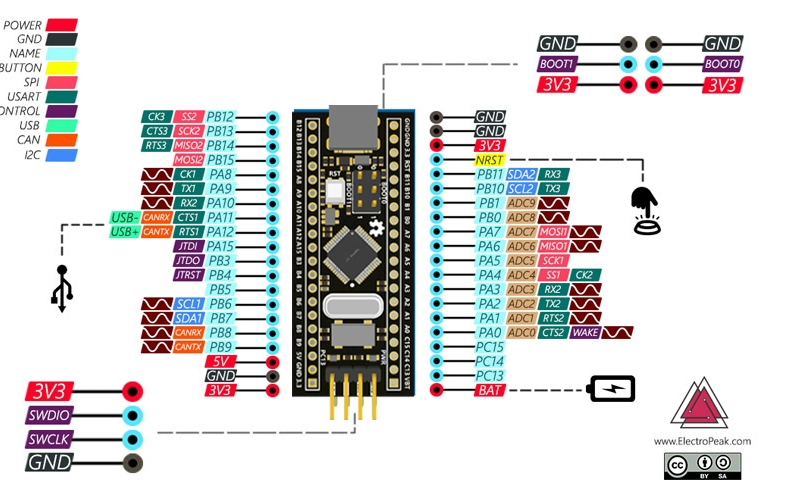 POWER
GND
NAME
BUTTON
SPI
USART
CONTROL
USB
CAN
I2C
GND GND
BOOT1 BOOT0
3V3 3V3
CK3 SS2 PB12
CTS3 SCK2 PB13
RTS3 MISO2 PB14
MOSI2 PB15
CK1 PA8
TX1 PA9
RX2 PA10
USB- CANRX CTS1 PA11
USB+ CANTX RTS1 PA12
JTDI PA15
JTDO PB3
JTRST PB4
PB5
SCL1 PB6
SDA1 PB7
CANRX PB8
CANTX PB9
5V
GND
3V3
RST
BOOT1
BOOT0
PWR
GND
GND
3V3
NRST
PB11 SDA2 RX3
PB10 SCL2 TX3
PB1 ADC9
PB0 ADC8
PA7 ADC7 MOSI1
PA6 ADC6 MISO1
PA5 ADC5 SCK1
PA4 ADC4 SS1 CK2
PA3 ADC3 RX2
PA2 ADC2 TX2
PA1 ADC1 RTS2
PA0 ADC0 CTS2 WAKE
PC15
PC14
PC13
BAT
3V3
SWDIO
SWCLK
GND
www.ElectroPeak.com
cc BY SA